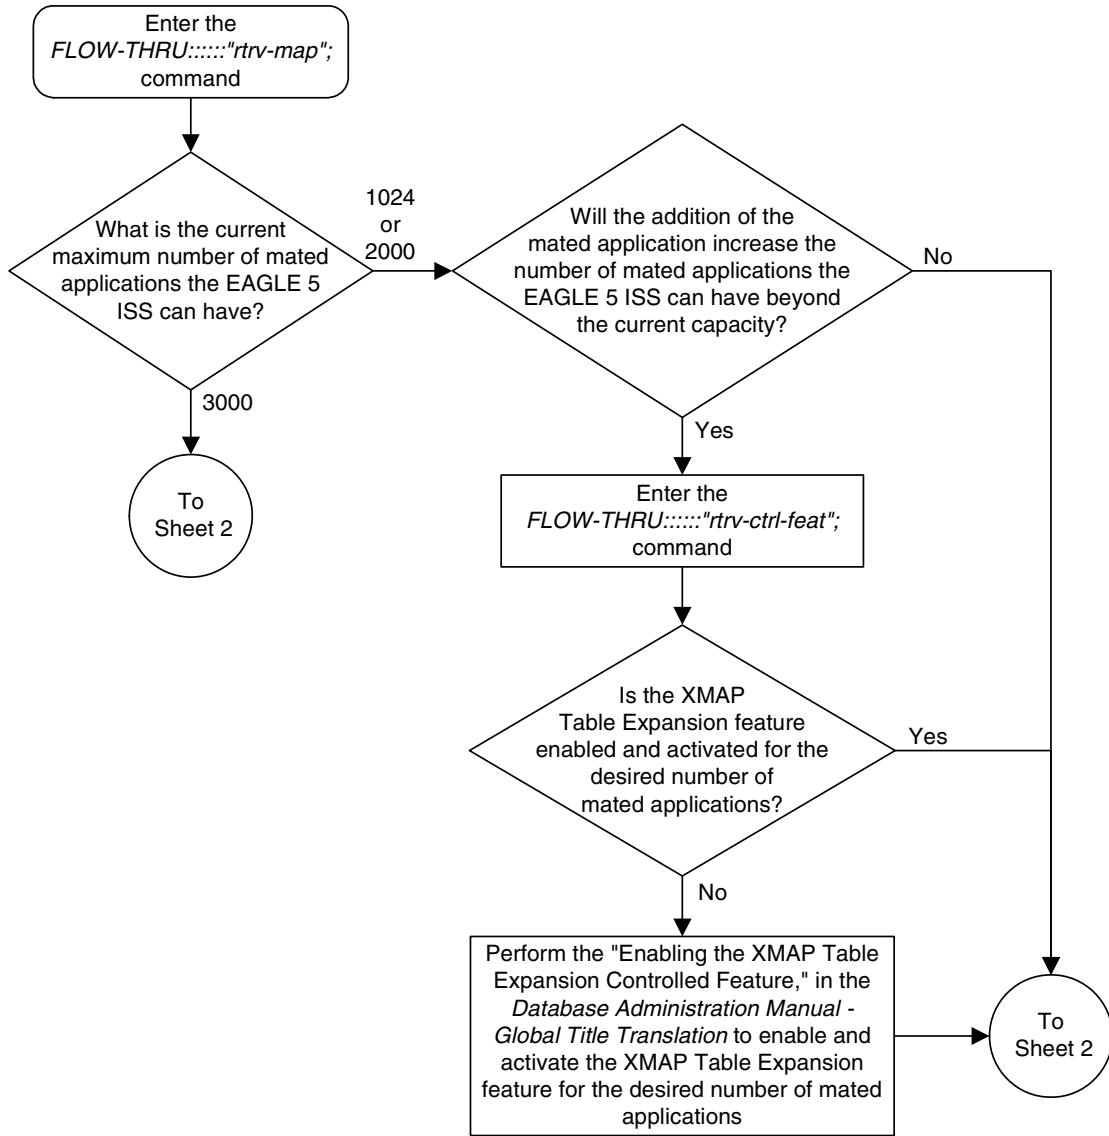 Enter the
FLOW-THRU::::::"rtrv-map";
command
What is the current
maximum number of mated
applications the EAGLE 5
ISS can have?
1024
or
2000
Will the addition of the
mated application increase the
number of mated applications the
EAGLE 5 ISS can have beyond
the current capacity?
No
3000
To
Sheet 2
Yes
Enter the
FLOW-THRU::::::"rtrv-ctrl-feat";
command
Is the XMAP
Table Expansion feature
enabled and activated for the
desired number of
mated applications?
Yes
No
Perform the "Enabling the XMAP Table
Expansion Controlled Feature," in the
Database Administration Manual -
Global Title Translation to enable and
activate the XMAP Table Expansion
feature for the desired number of mated
applications
To
Sheet 2